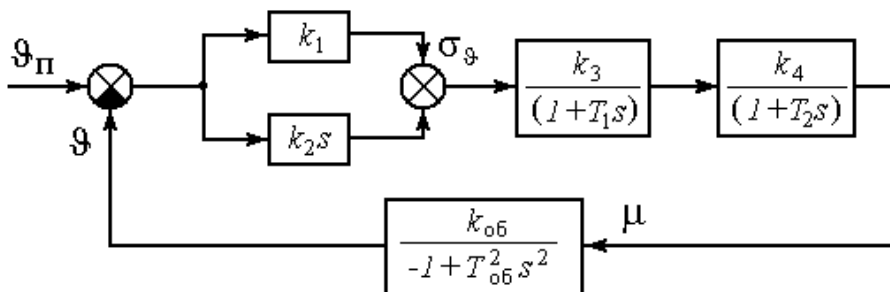 k₁
ϑп
σϑ
k₃
(1+T₁s)
k₄
(1+T₂s)
ϑ
k₂s
kоб
-1+T²обs²
μ